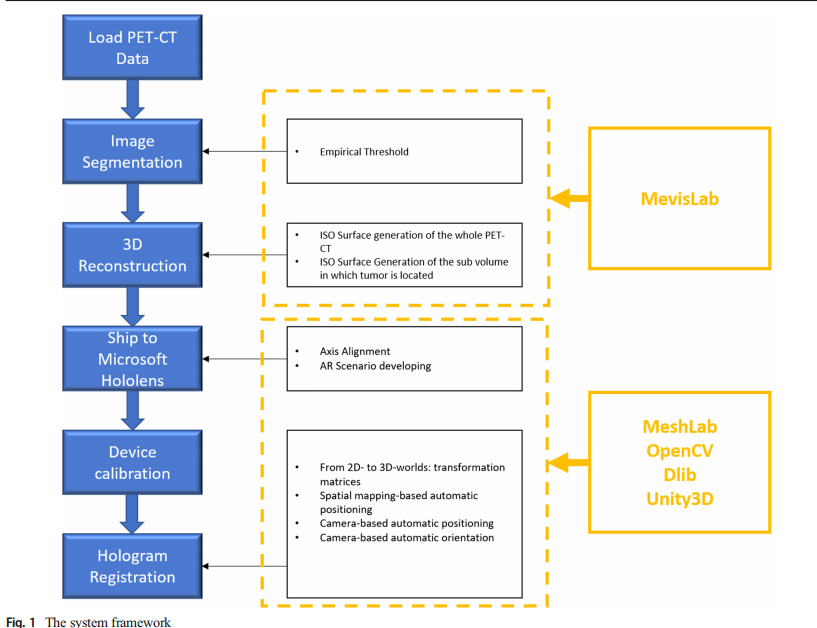 Load PET-CT
Data
Image
Segmentation
• Empirical Threshold
MevisLab
3D
Reconstruction
• ISO Surface generation of the whole PET-
CT
• ISO Surface Generation of the sub volume
in which tumor is located
Ship to
Microsoft
Hololens
• Axis Alignment
• AR Scenario developing
MeshLab
OpenCV
Dlib
Unity3D
Device
calibration
• From 2D- to 3D-worlds: transformation
matrices
• Spatial mapping-based automatic
positioning
• Camera-based automatic positioning
• Camera-based automatic orientation
Hologram
Registration
Fig. 1 The system framework